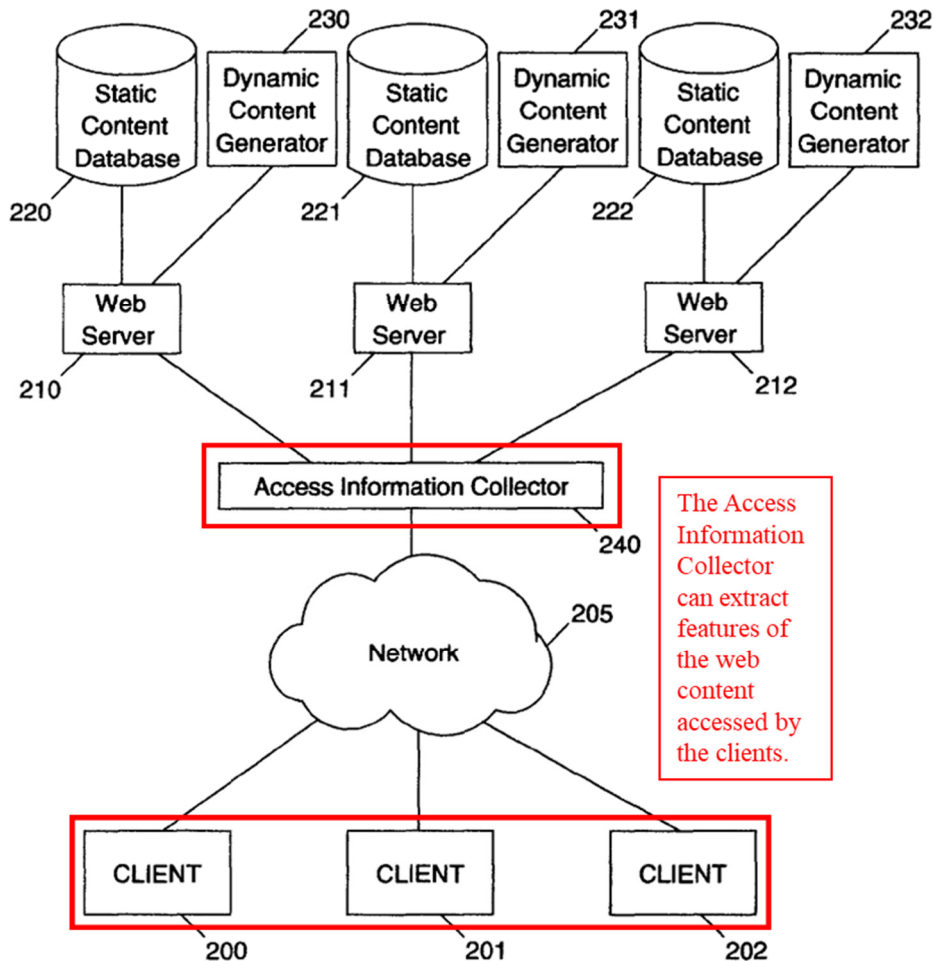 230
231
232
Static
Content
Database
Dynamic
Content
Generator
Static
Content
Database
Dynamic
Content
Generator
Static
Content
Database
Dynamic
Content
Generator
220
221
222
Web
Server
Web
Server
Web
Server
210
211
212
Access Information Collector
240
The Access
Information
Collector
can extract
features of
the web
content
accessed by
the clients.
205
Network
CLIENT
CLIENT
CLIENT
200
201
202